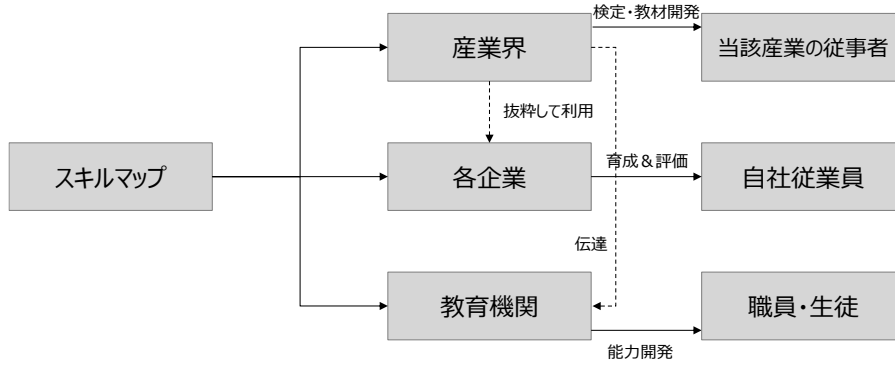 検定・教材開発
産業界
当該産業の従事者
抜粋して利用
スキルマップ
各企業
育成＆評価
自社従業員
伝達
教育機関
職員・生徒
能力開発